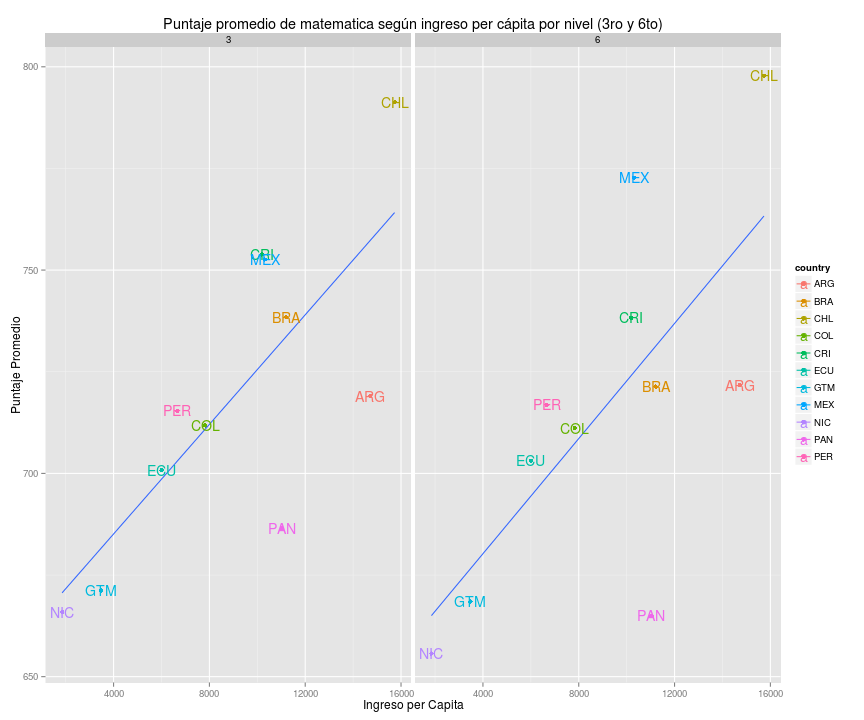 Puntaje promedio de matematica según ingreso per cápita por nivel (3ro y 6to)
3
6
Puntaje Promedio
800
750
700
650
CHL
CRI
MEX
BRA
ARG
PER
COL
ECU
PAN
GTM
NIC
CHL
MEX
CRI
BRA
ARG
PER
COL
ECU
GTM
PAN
NIC
4000 8000 12000 16000
4000 8000 12000 16000
Ingreso per Capita
country
a ARG
a BRA
a CHL
a COL
a CRI
a ECU
a GTM
a MEX
a NIC
a PAN
a PER